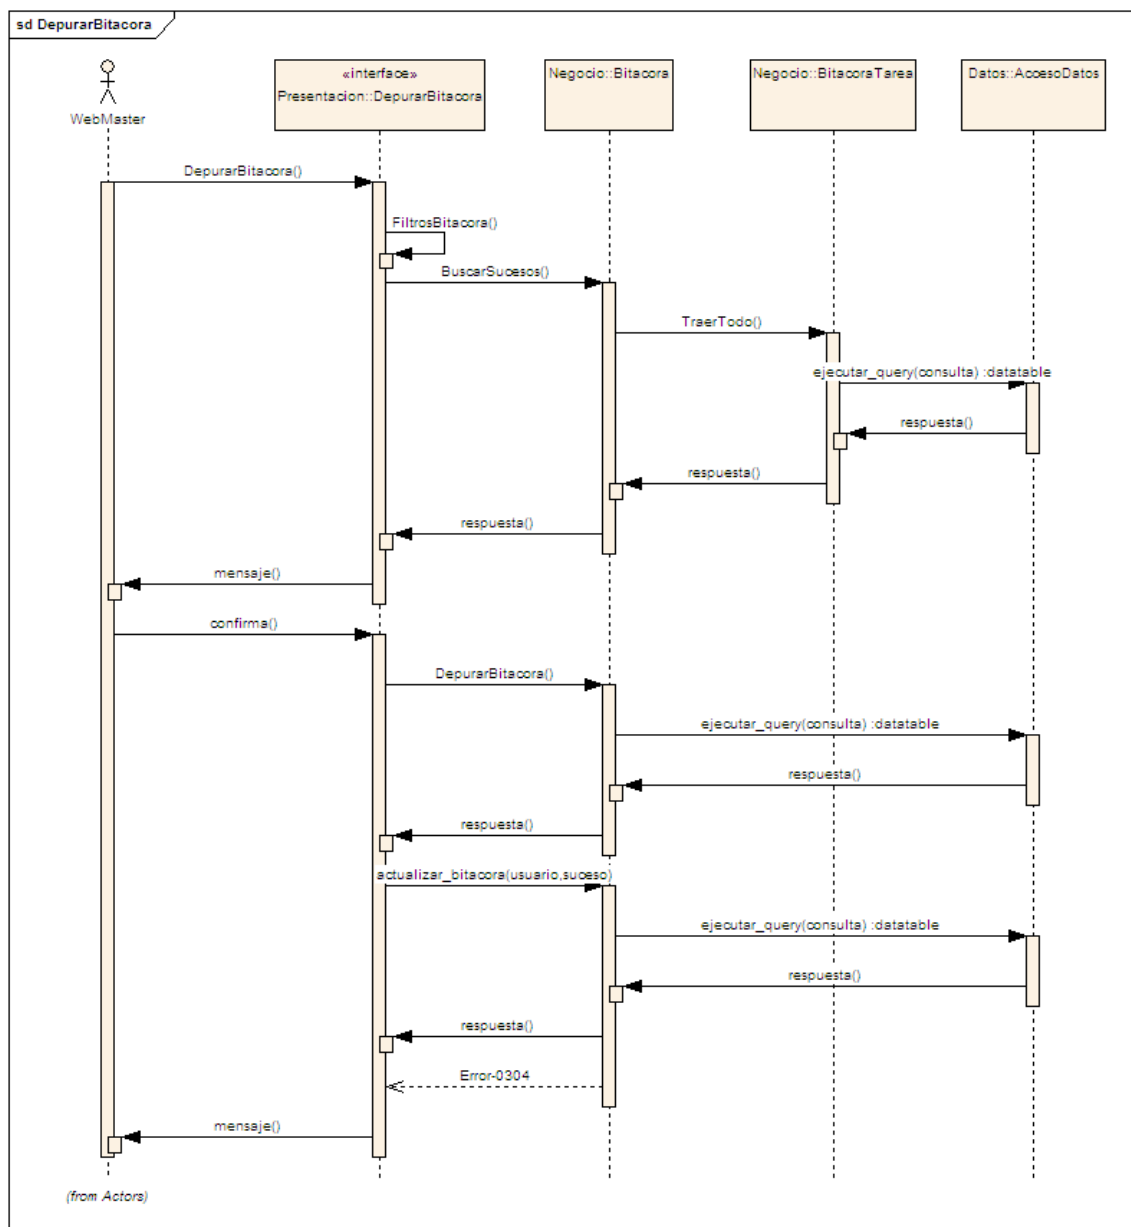 sd DepurarBitacora
WebMaster
«interface»
Presentacion::DepurarBitacora
Negocio::Bitacora
Negocio::BitacoraTarea
Datos::AccesoDatos
DepurarBitacora()
FiltrosBitacora()
BuscarSucesos()
TraerTodo()
ejecutar_query(consulta) :datatable
respuesta()
respuesta()
respuesta()
mensaje()
confirma()
DepurarBitacora()
ejecutar_query(consulta) :datatable
respuesta()
respuesta()
actualizar_bitacora(usuario,suceso)
ejecutar_query(consulta) :datatable
respuesta()
respuesta()
Error-0304
mensaje()
(from Actors)